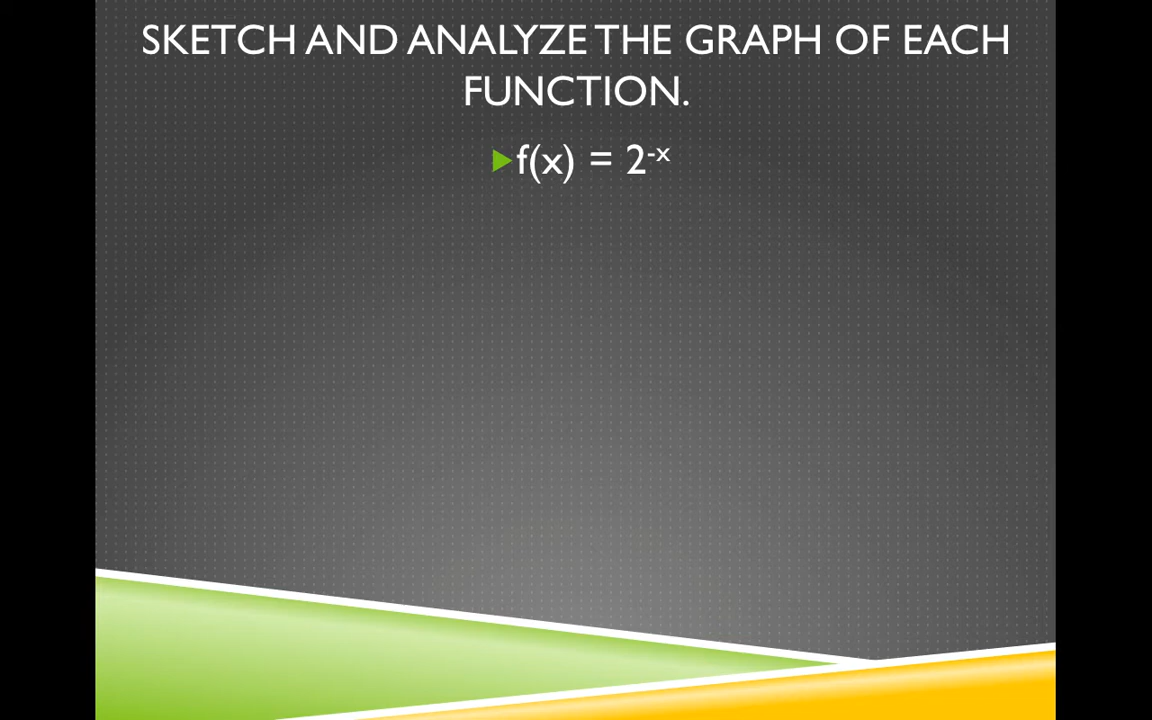 SKETCH AND ANALYZE THE GRAPH OF EACH
FUNCTION.
f(x) = 2⁻ˣ